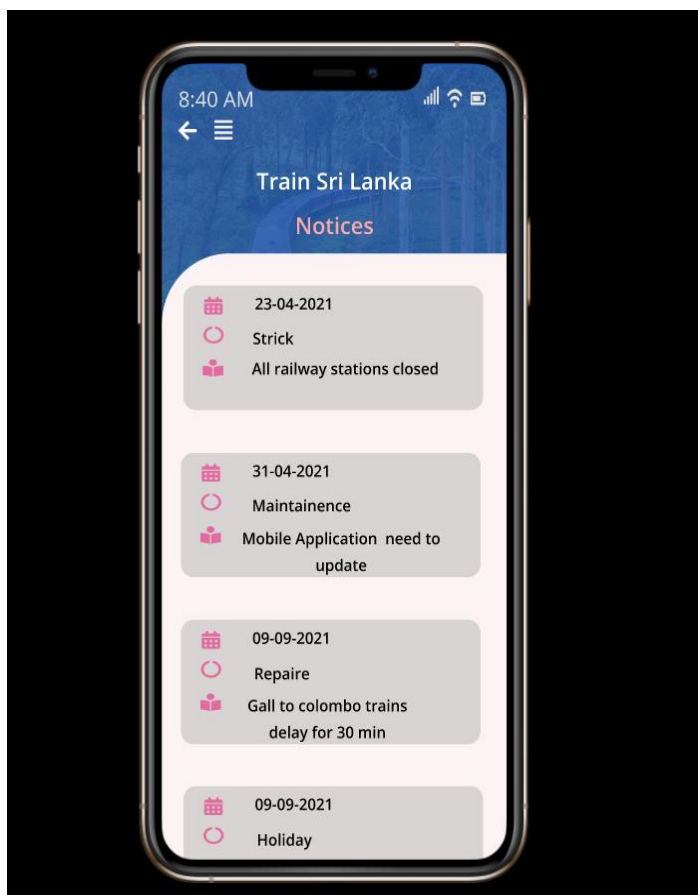 8:40 AM
Train Sri Lanka
Notices
23-04-2021
Strick
All railway stations closed
31-04-2021
Maintainence
Mobile Application need to
update
09-09-2021
Repaire
Gall to colombo trains
delay for 30 min
09-09-2021
Holiday